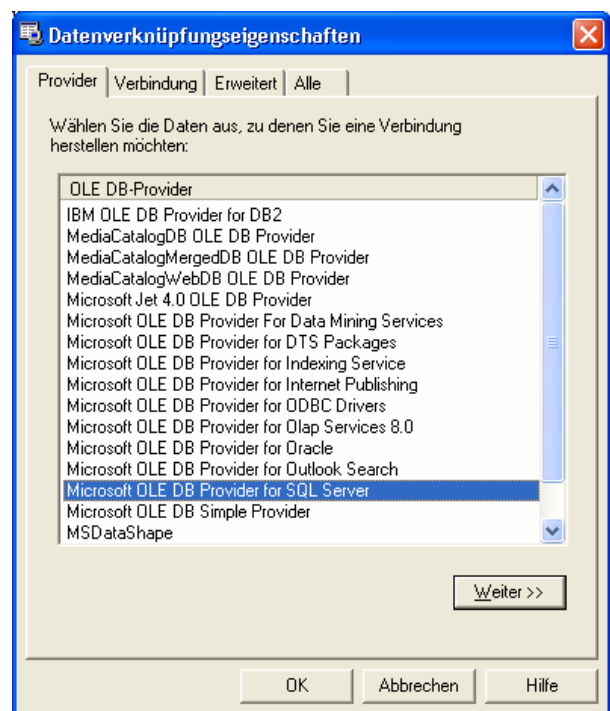 Datenverknüpfungseigenschaften
Provider Verbindung Erweitert Alle
Wählen Sie die Daten aus, zu denen Sie eine Verbindung
herstellen möchten:
OLE DB-Provider
IBM OLE DB Provider for DB2
MediaCatalogDB OLE DB Provider
MediaCatalogMergedDB OLE DB Provider
MediaCatalogWebDB OLE DB Provider
Microsoft Jet 4.0 OLE DB Provider
Microsoft OLE DB Provider For Data Mining Services
Microsoft OLE DB Provider for DTS Packages
Microsoft OLE DB Provider for Indexing Service
Microsoft OLE DB Provider for Internet Publishing
Microsoft OLE DB Provider for ODBC Drivers
Microsoft OLE DB Provider for Olap Services 8.0
Microsoft OLE DB Provider for Oracle
Microsoft OLE DB Provider for Outlook Search
Microsoft OLE DB Provider for SQL Server
Microsoft OLE DB Simple Provider
MSDataShape
Weiter >>
OK Abbrechen Hilfe